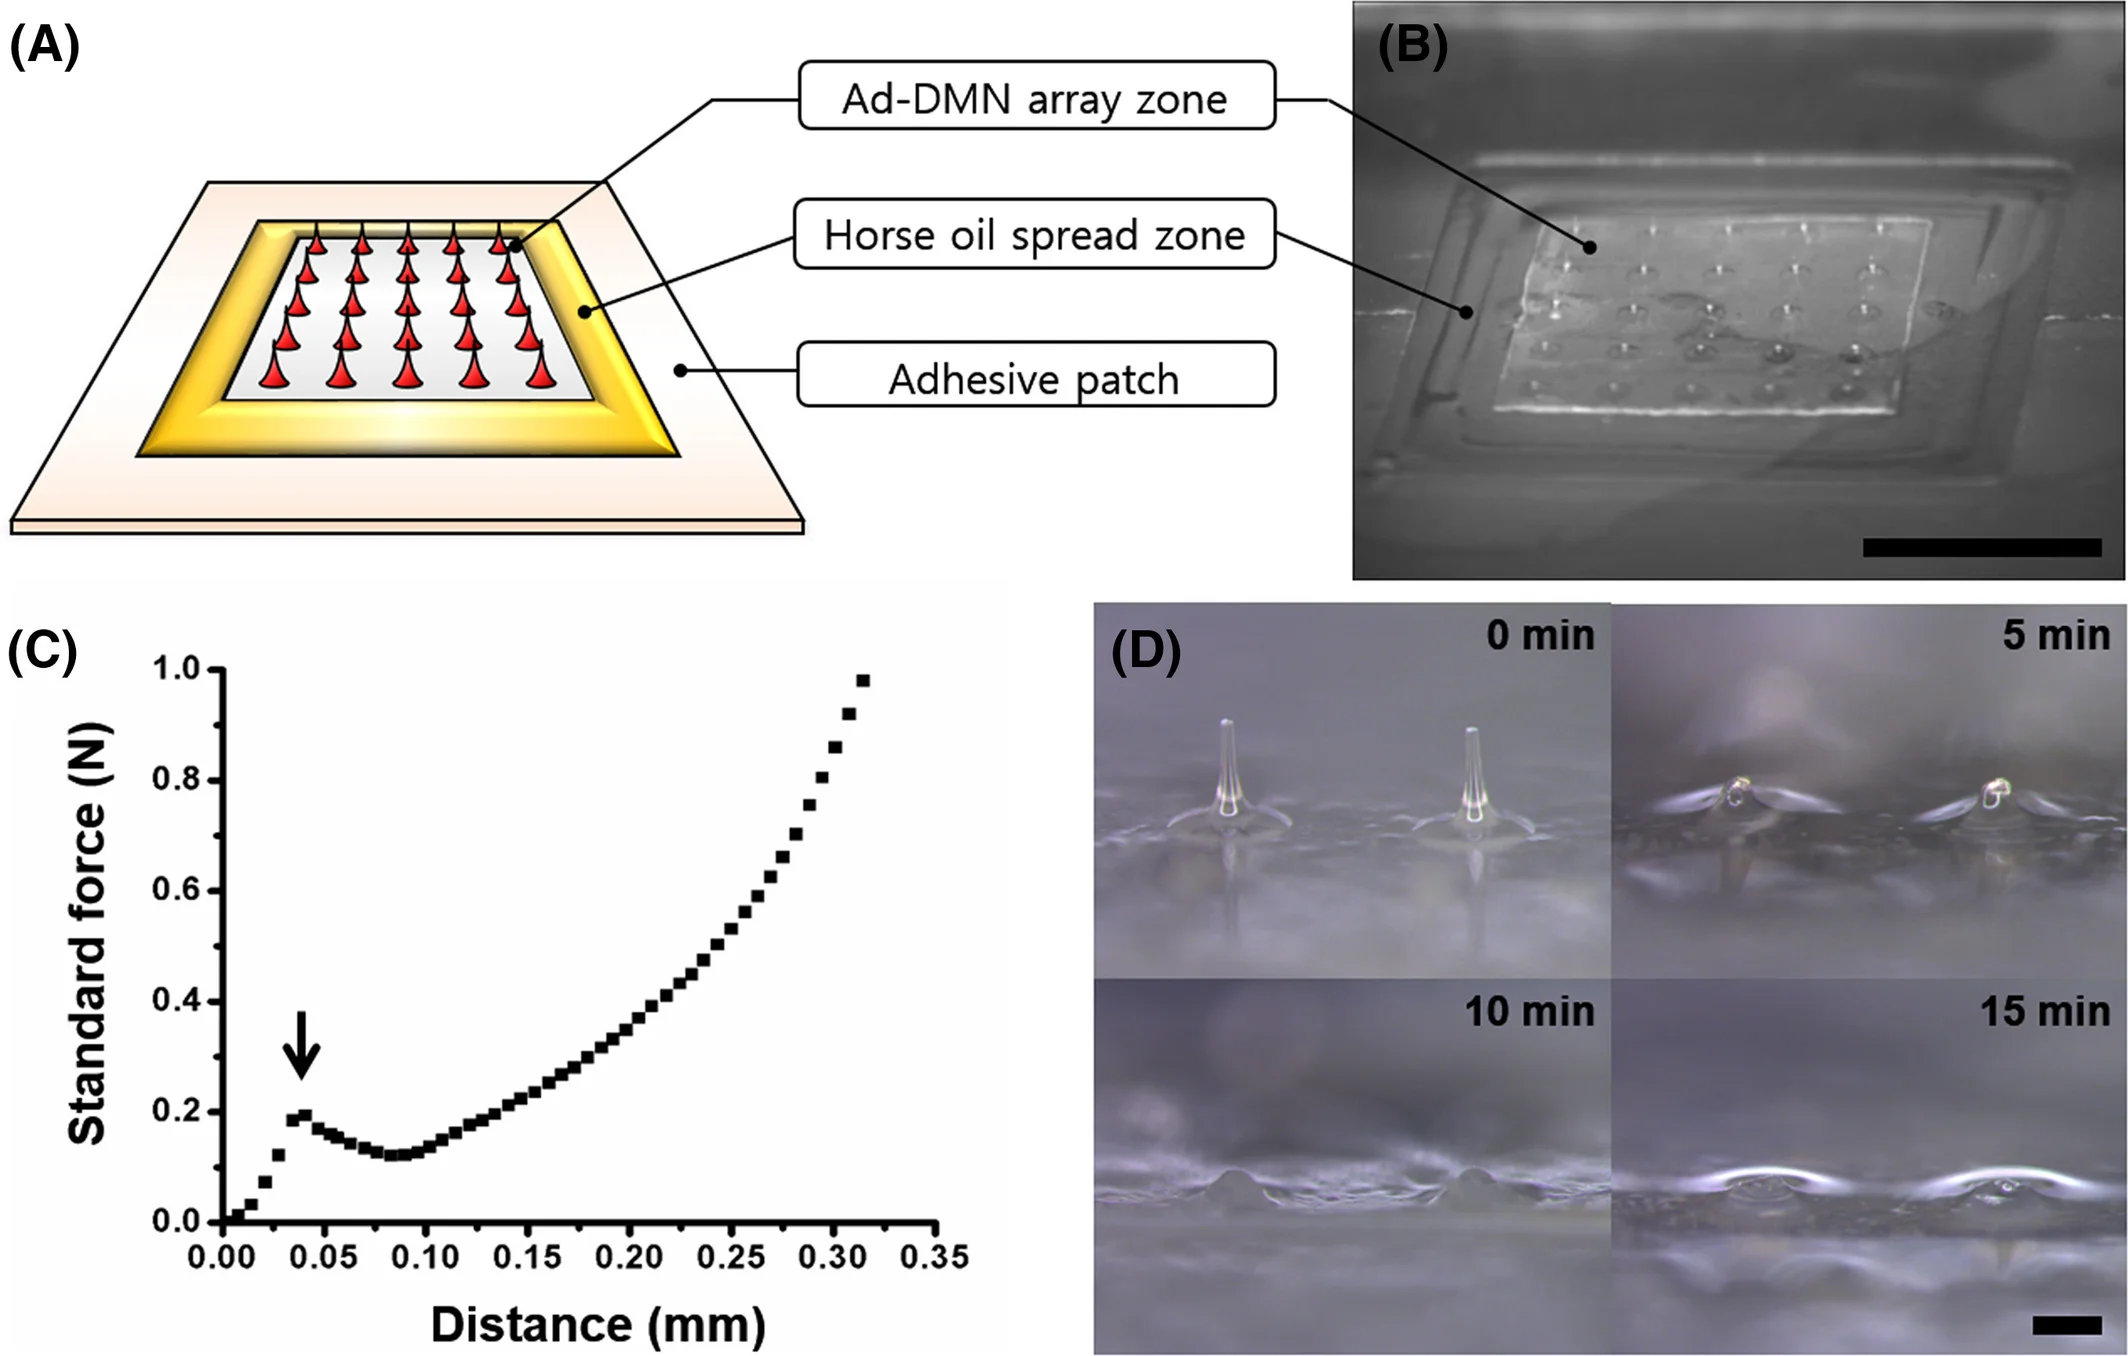 (A)
Ad-DMN array zone
Horse oil spread zone
Adhesive patch
(B)
(C)
Standard force (N)
1.0
0.8
0.6
0.4
0.2
0.0
0.00 0.05 0.10 0.15 0.20 0.25 0.30 0.35
Distance (mm)
(D)
0 min
5 min
10 min
15 min